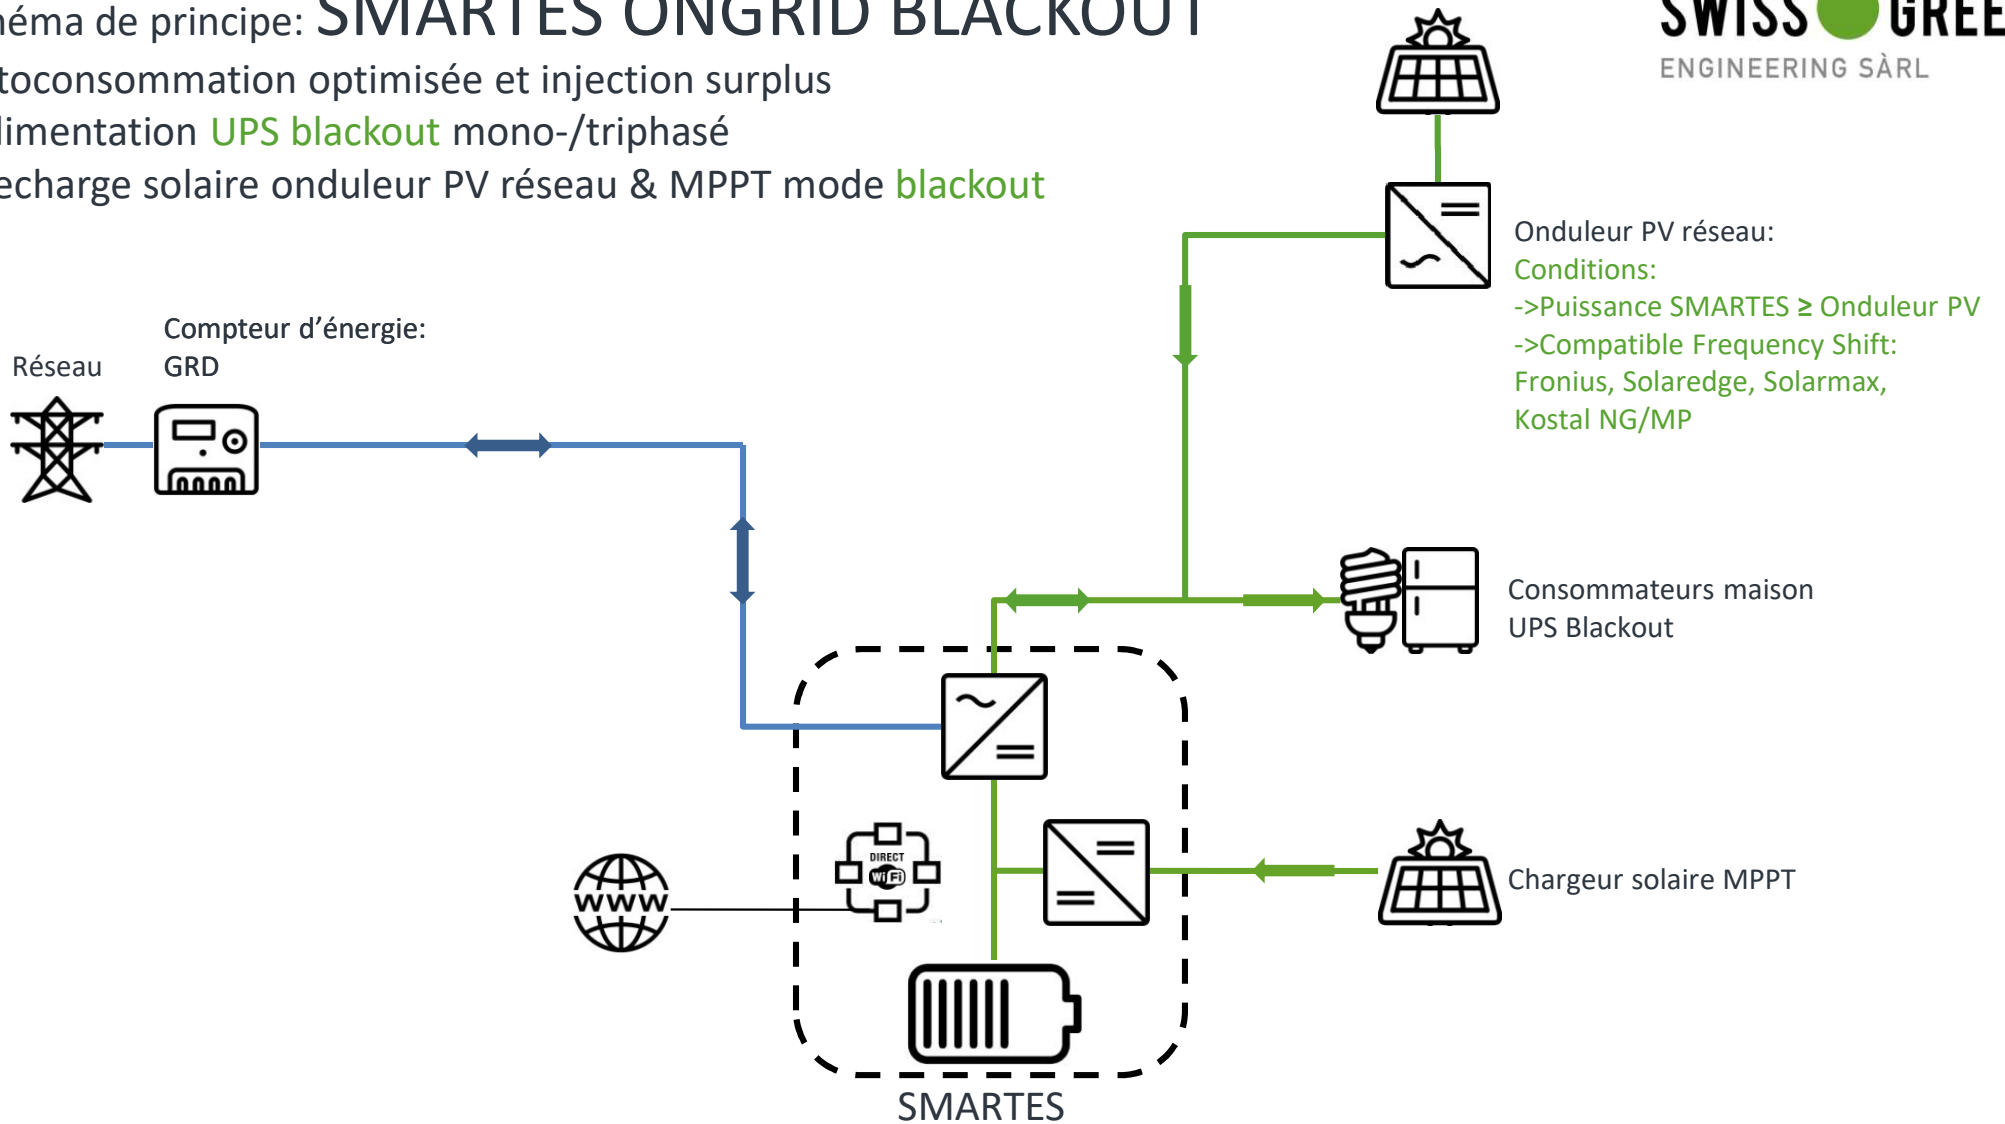 néma de principe: SMARTES ONGRID BLACKOUT
toconsommation optimisée et injection surplus
limentation UPS blackout mono-/triphasé
echarge solaire onduleur PV réseau & MPPT mode blackout
SWISS GREE
ENGINEERING SÀRL
Onduleur PV réseau:
Conditions:
->Puissance SMARTES ≥ Onduleur PV
->Compatible Frequency Shift:
Fronius, Solaredge, Solarmax,
Kostal NG/MP
Compteur d’énergie:
GRD
Réseau
Consommateurs maison
UPS Blackout
DIRECT
WiFi
WWW
Chargeur solaire MPPT
SMARTES